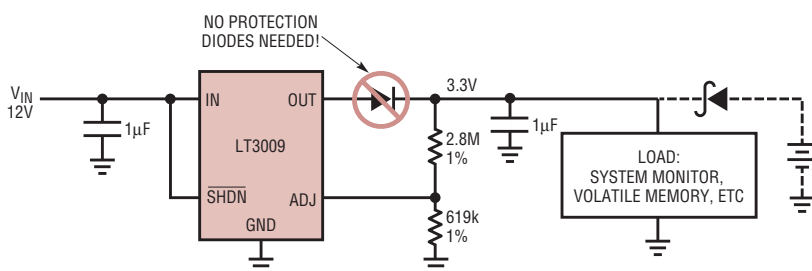 NO PROTECTION
DIODES NEEDED!
VIN
12V
1µF
IN
OUT
LT3009
SHDN
ADJ
GND
3.3V
2.8M
1%
619k
1%
1µF
LOAD:
SYSTEM MONITOR,
VOLATILE MEMORY, ETC